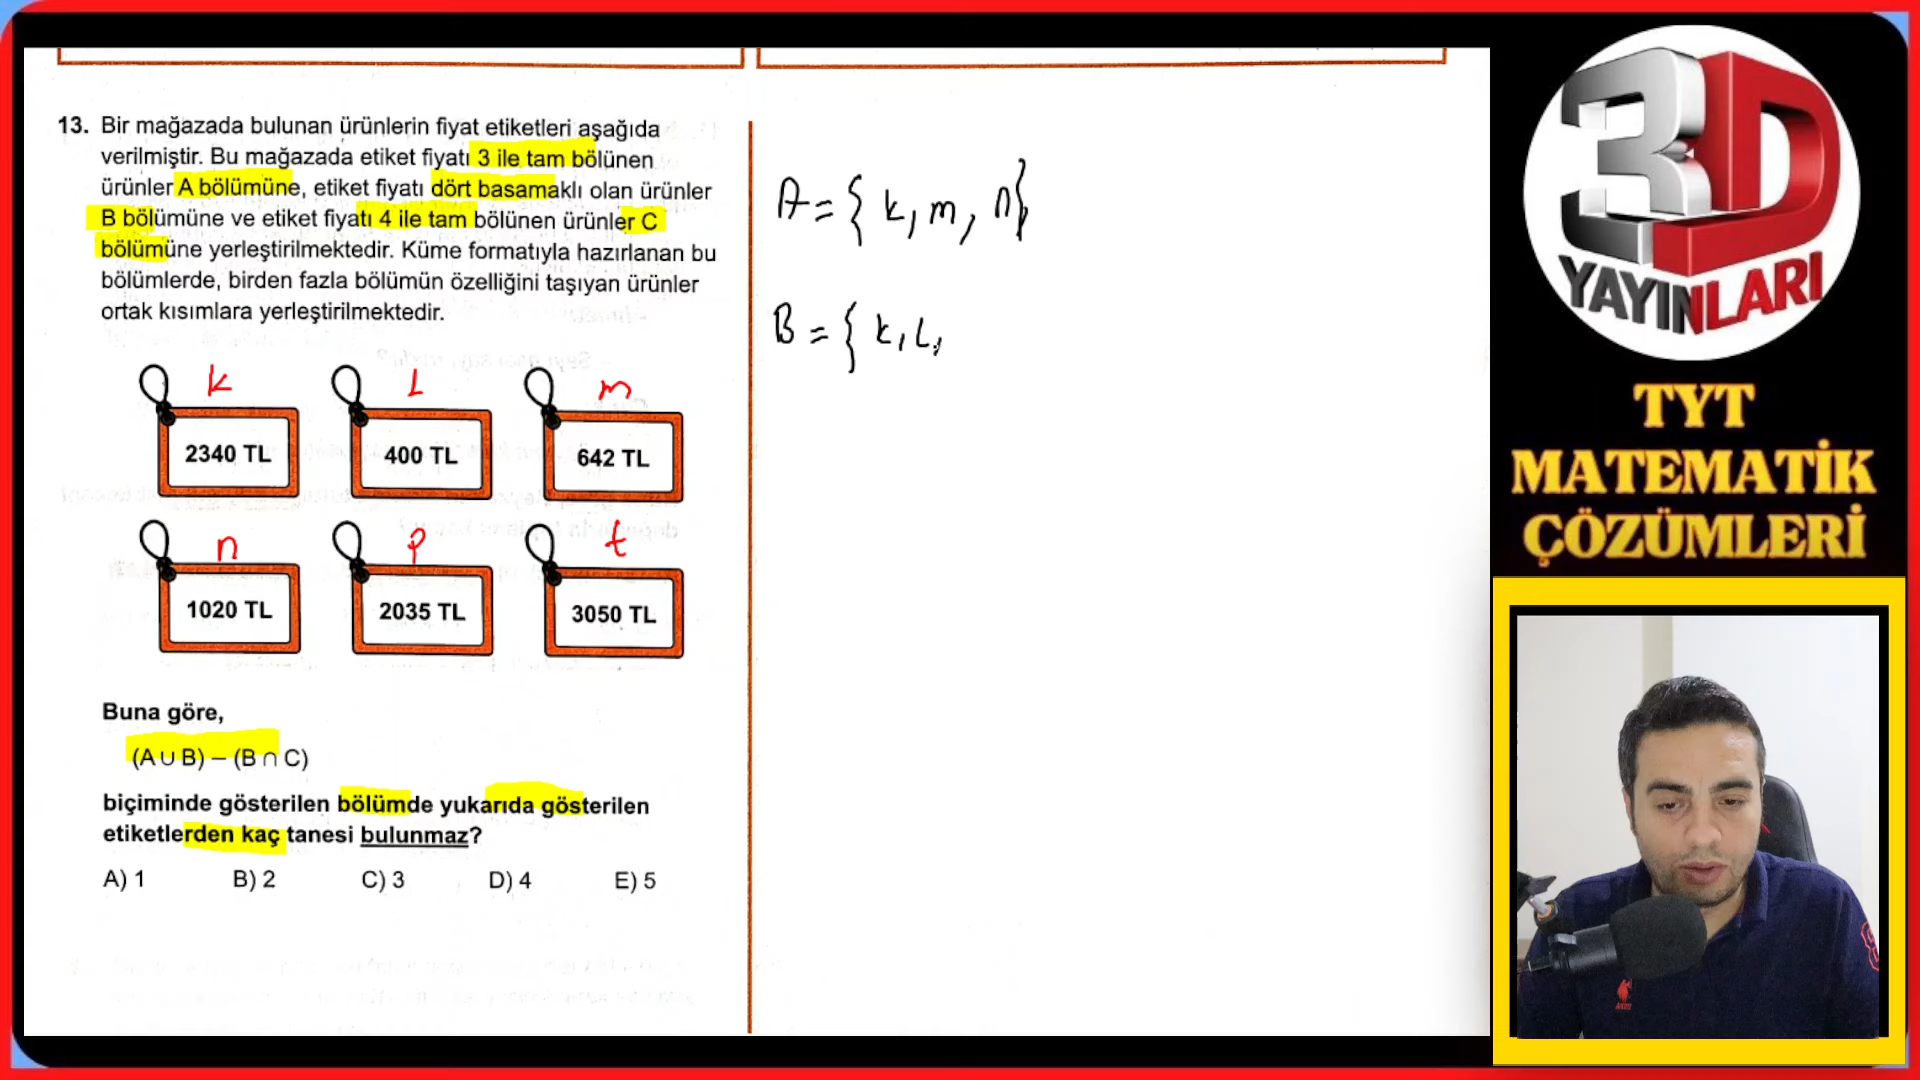 13. Bir mağazada bulunan ürünlerin fiyat etiketleri aşağıda
verilmiştir. Bu mağazada etiket fiyatı 3 ile tam bölünen
ürünler A bölümüne, etiket fiyatı dört basamaklı olan ürünler
B bölümüne ve etiket fiyatı 4 ile tam bölünen ürünler C
bölümüne yerleştirilmektedir. Küme formatıyla hazırlanan bu
bölümlerde, birden fazla bölümün özelliğini taşıyan ürünler
ortak kısımlara yerleştirilmektedir.
k L m
2340 TL 400 TL 642 TL
n p t
1020 TL 2035 TL 3050 TL
Buna göre,
(A ∪ B) – (B ∩ C)
biçiminde gösterilen bölümde yukarıda gösterilen
etiketlerden kaç tanesi bulunmaz?
A) 1 B) 2 C) 3 D) 4 E) 5
A = { k, m, n}
B = { k, L,
3D
YAYINLARI
TYT
MATEMATİK
ÇÖZÜMLERİ